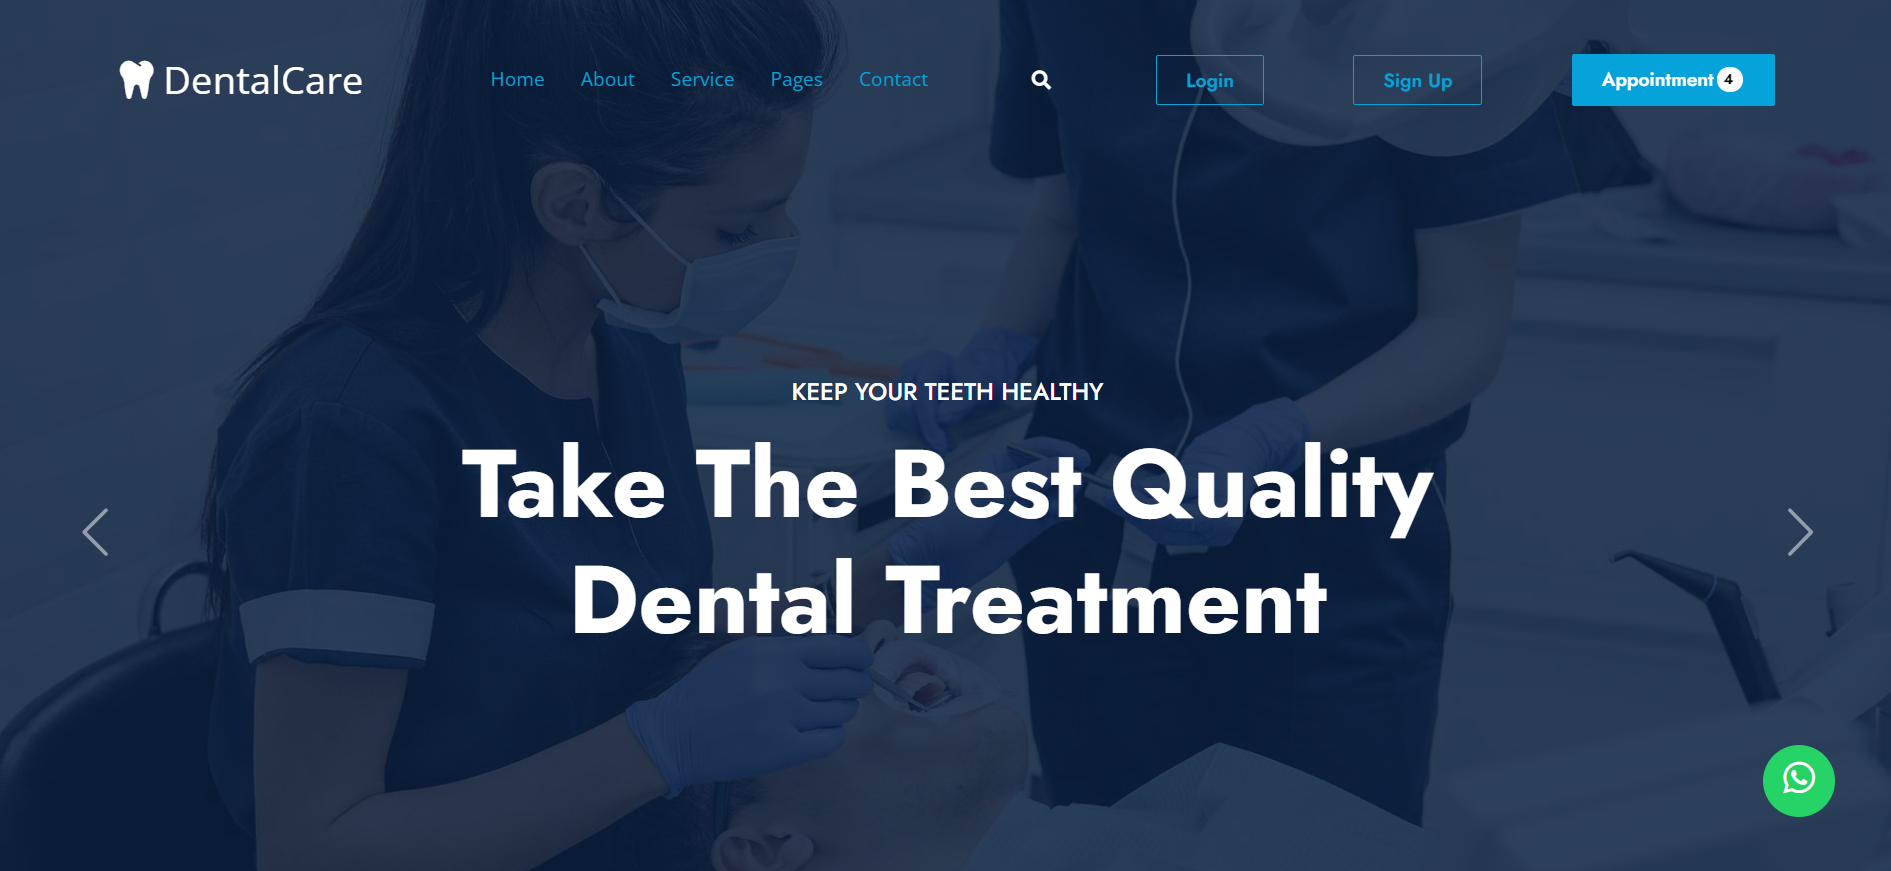 DentalCare
Home About Service Pages Contact
Login
Sign Up
Appointment 4
KEEP YOUR TEETH HEALTHY
Take The Best Quality
Dental Treatment